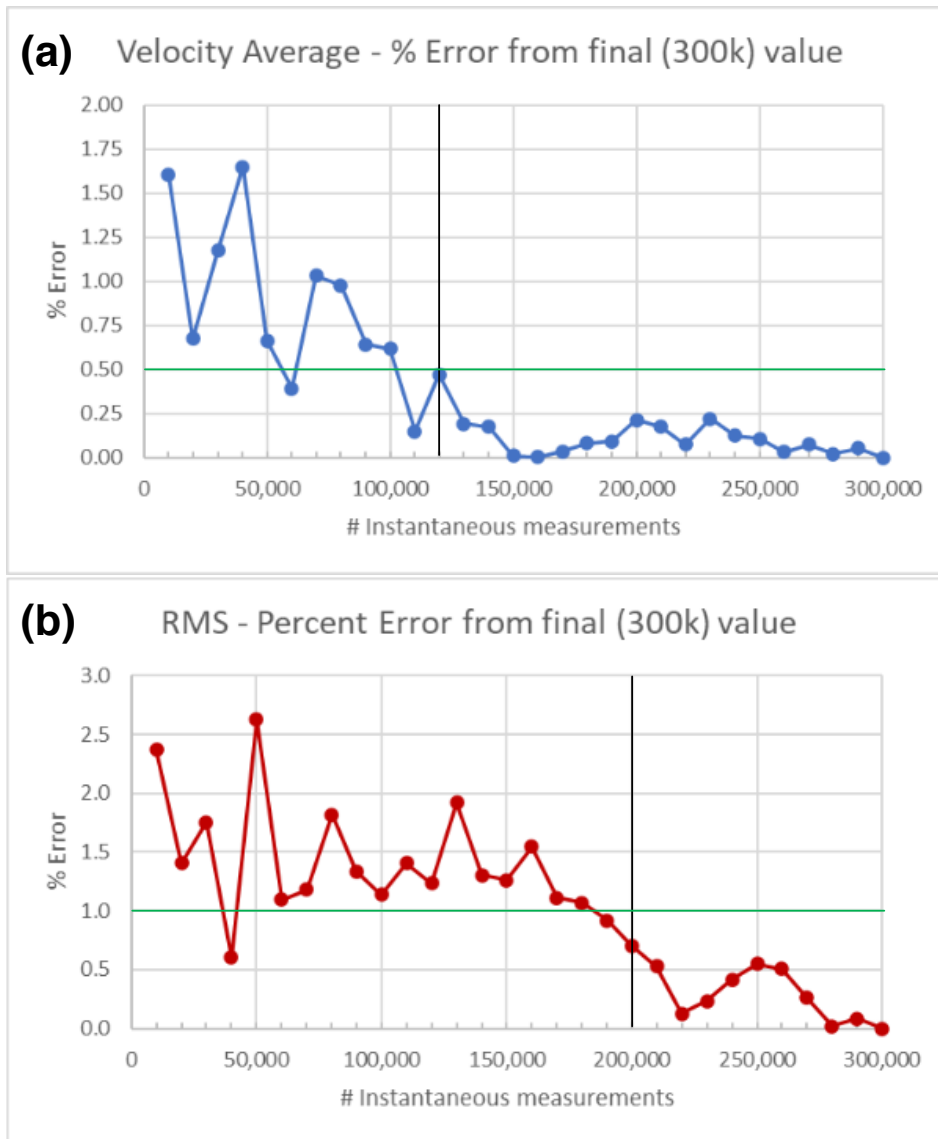 (a) Velocity Average - % Error from final (300k) value
2.00
1.75
1.50
1.25
1.00
0.75
0.50
0.25
0.00
% Error
0 50,000 100,000 150,000 200,000 250,000 300,000
# Instantaneous measurements
(b) RMS - Percent Error from final (300k) value
3.0
2.5
2.0
1.5
1.0
0.5
0.0
% Error
0 50,000 100,000 150,000 200,000 250,000 300,000
# Instantaneous measurements